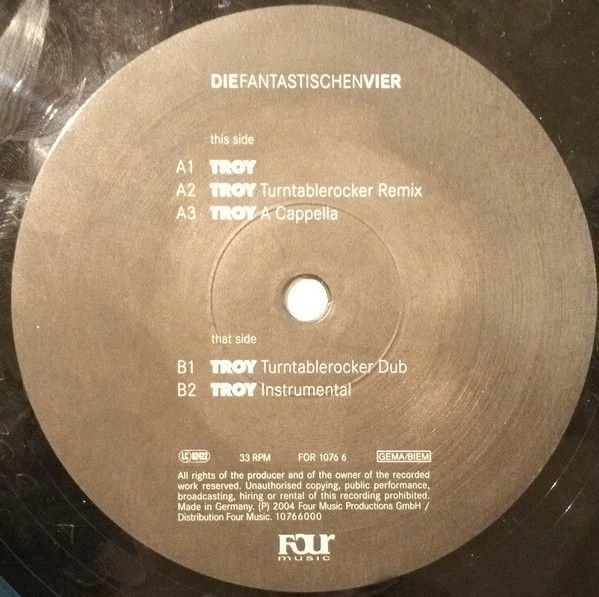 DIEFANTASTISCHENVIER
this side
A1 TROY
A2 TROY Turntablerocker Remix
A3 TROY A Cappella
that side
B1 TROY Turntablerocker Dub
B2 TROY Instrumental
LC 02422 33 RPM FOR 1076 6 GEMA/BIEM
All rights of the producer and of the owner of the recorded
work reserved. Unauthorised copying, public performance,
broadcasting, hiring or rental of this recording prohibited.
Made in Germany. (P) 2004 Four Music Productions GmbH /
Distribution Four Music. 10766000
FOUR
MUSIC